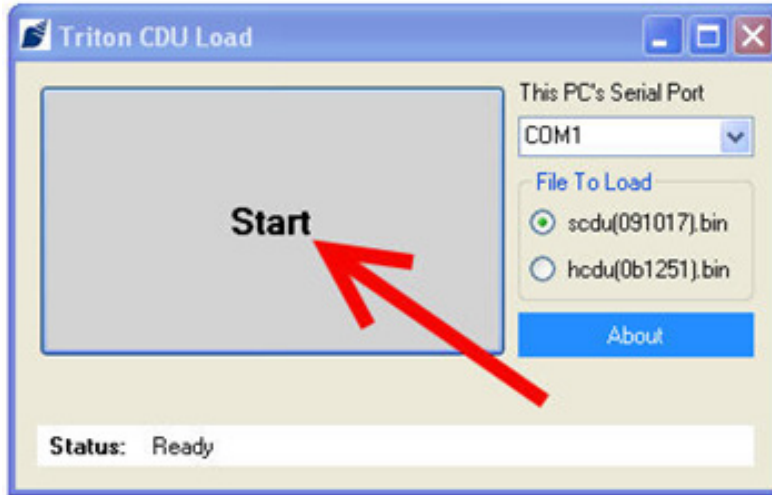 Triton CDU Load
Start
This PC's Serial Port
COM1
File To Load
scdu(091017).bin
hcdu(0b1251).bin
About
Status: Ready